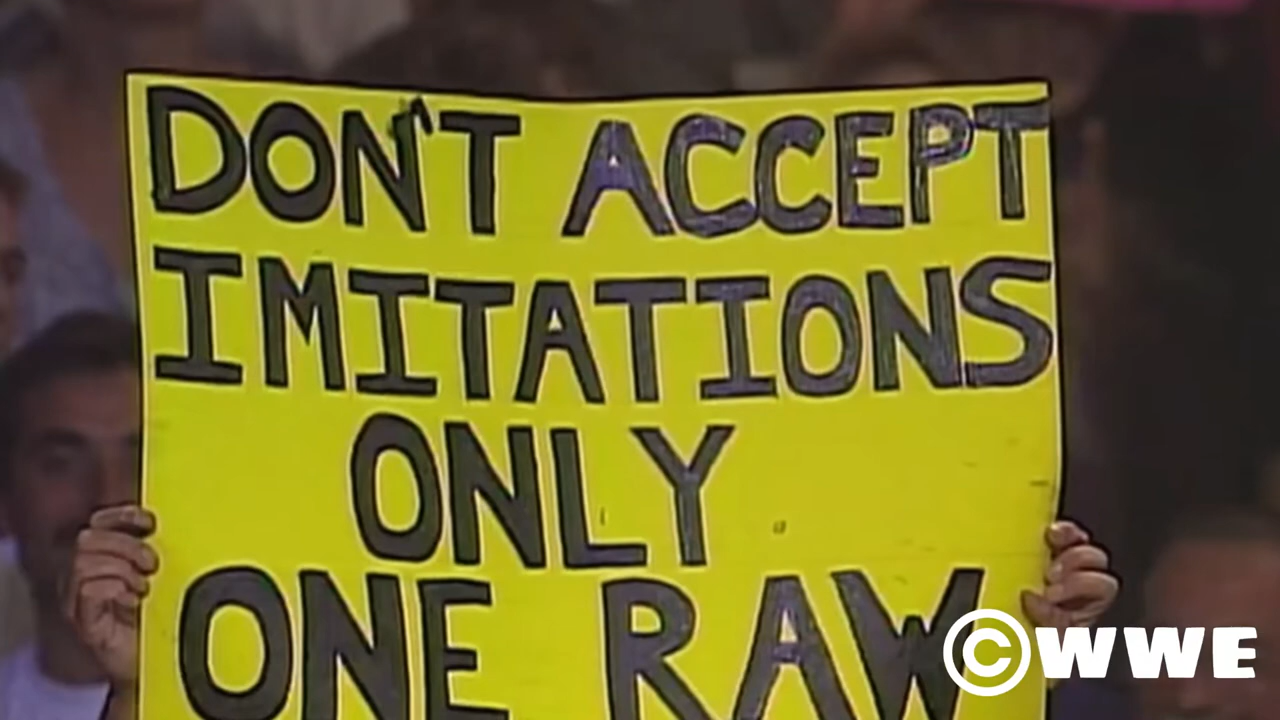 DON'T ACCEPT
IMITATIONS
ONLY
ONE RAW
©WWE